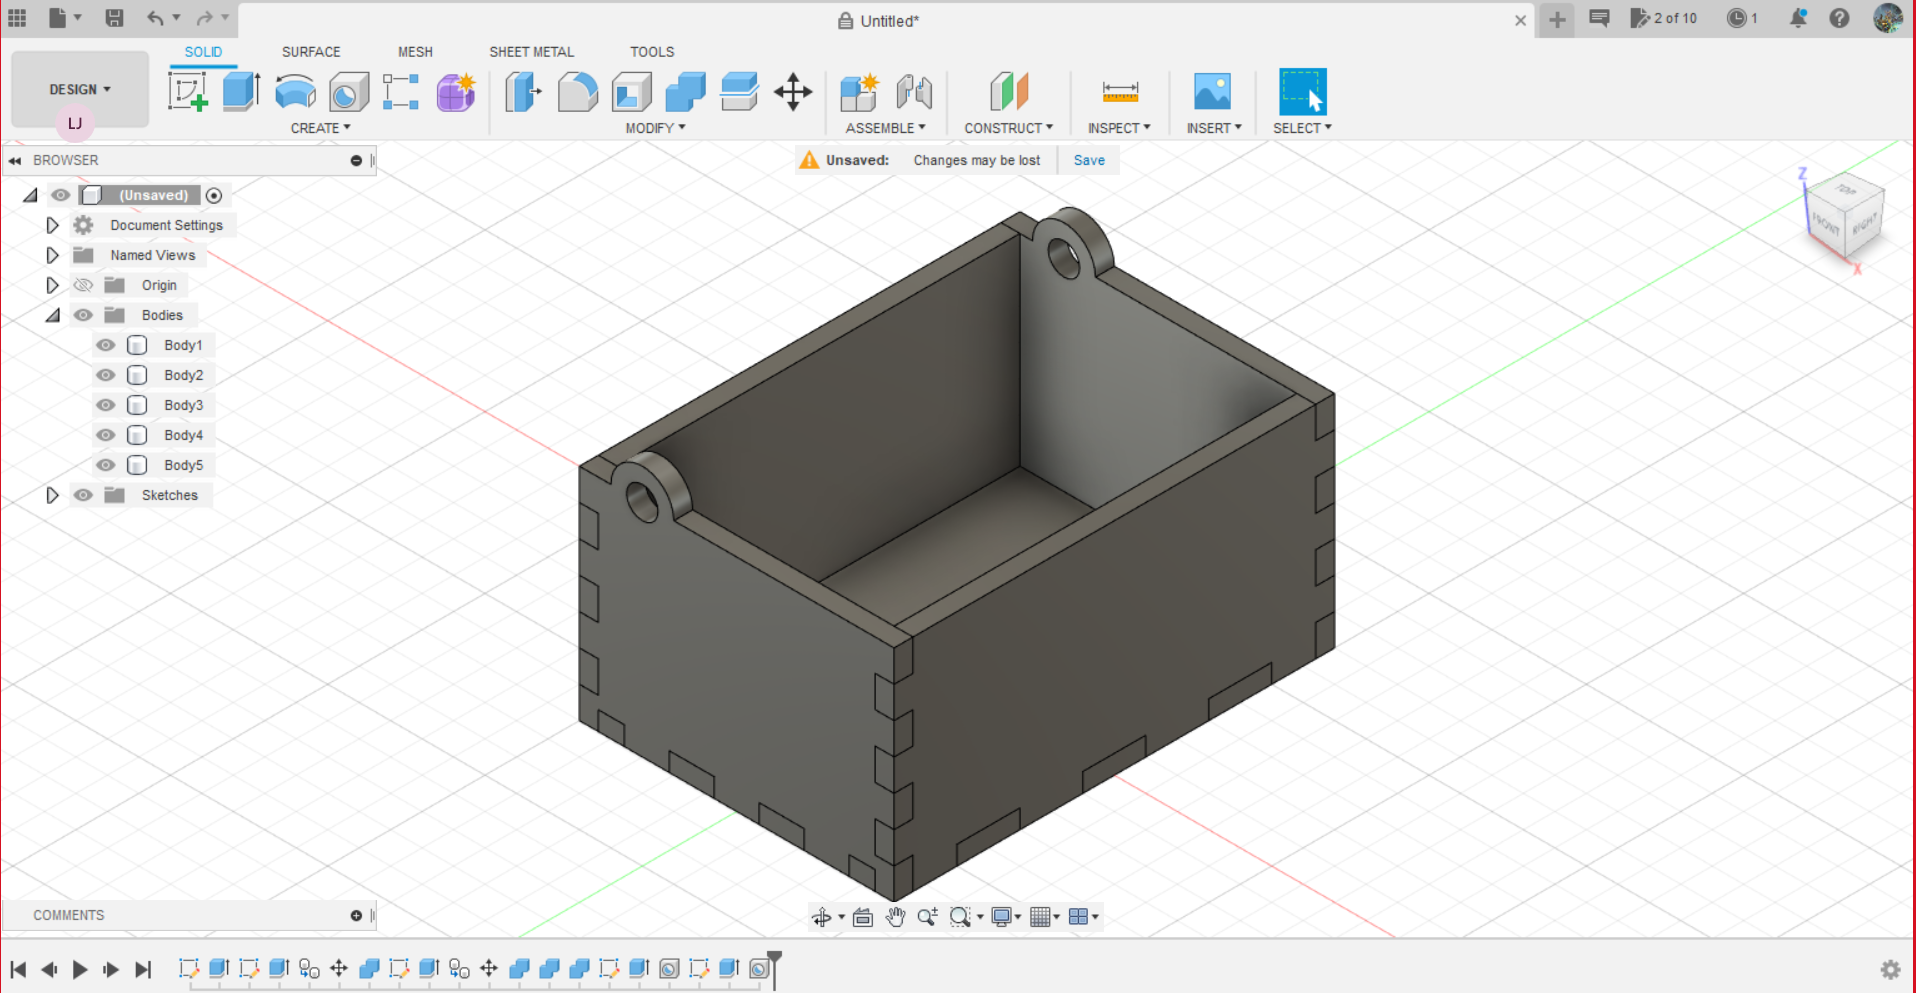 Untitled*
2 of 10
1
DESIGN
LJ
SOLID
SURFACE
MESH
SHEET METAL
TOOLS
CREATE
MODIFY
ASSEMBLE
CONSTRUCT
INSPECT
INSERT
SELECT
BROWSER
Unsaved: Changes may be lost Save
(Unsaved)
Document Settings
Named Views
Origin
Bodies
Body1
Body2
Body3
Body4
Body5
Sketches
Z
TOP
FRONT
RIGHT
X
COMMENTS